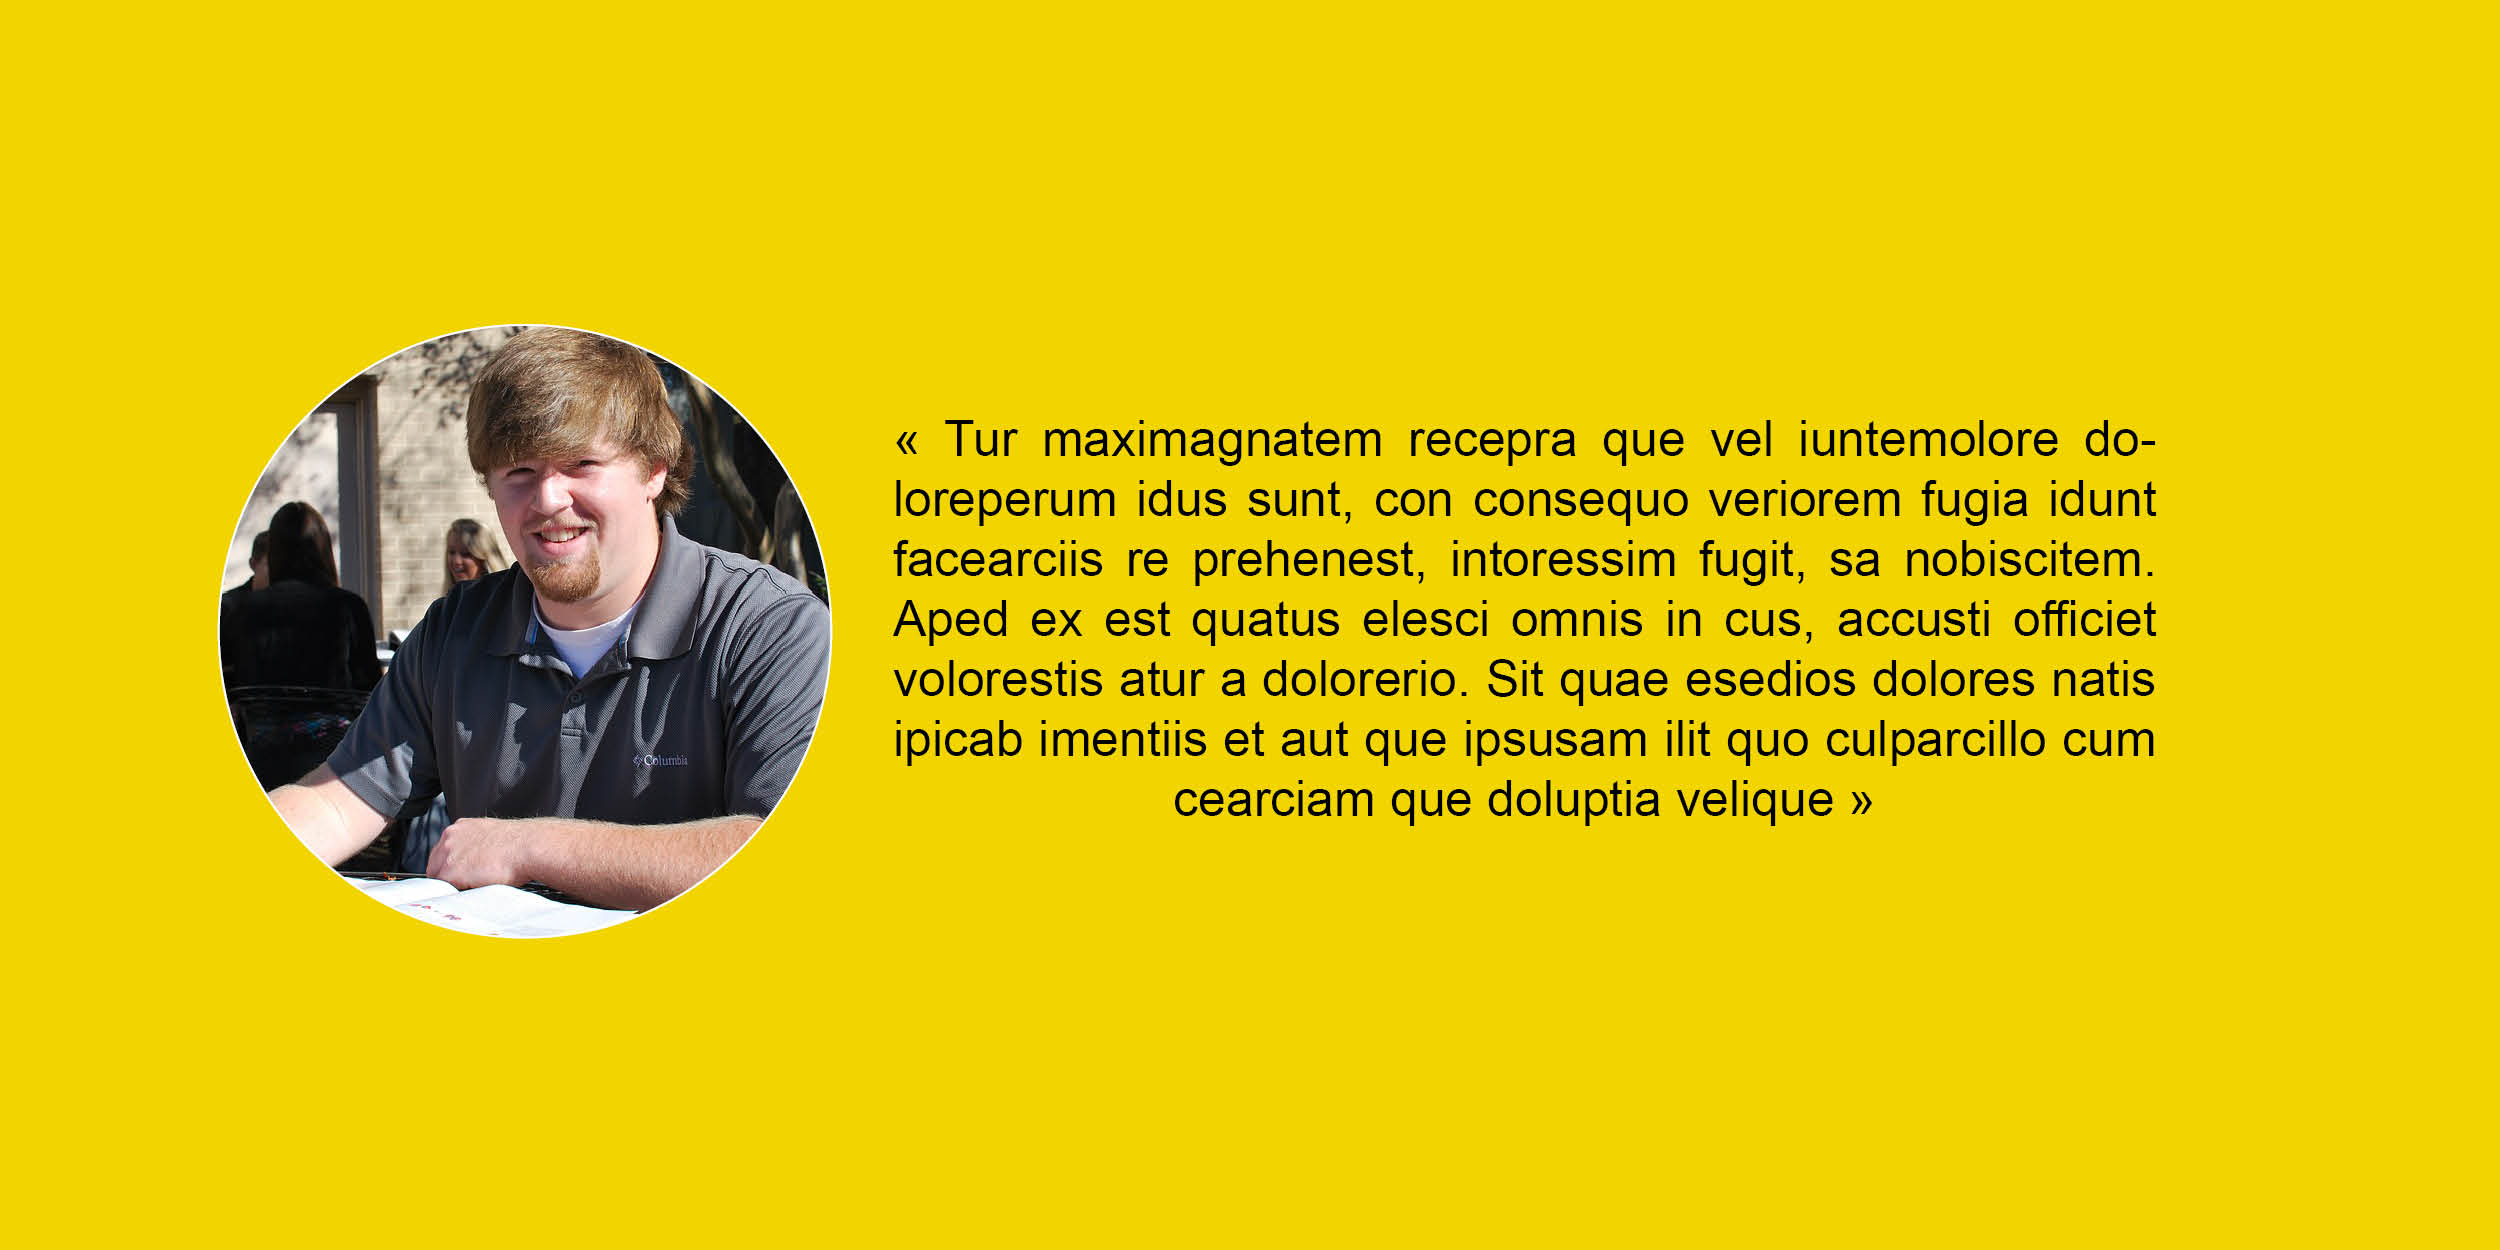 « Tur maximagnatem recepra que vel iuntemolore do-
loreperum idus sunt, con consequo veriorem fugia idunt
facearciis re prehenest, intoressim fugit, sa nobiscitem.
Aped ex est quatus elesci omnis in cus, accusti officiet
volorestis atur a dolorerio. Sit quae esedios dolores natis
ipicab imentiis et aut que ipsusam ilit quo culparcillo cum
cearciam que doluptia velique »
Columbia